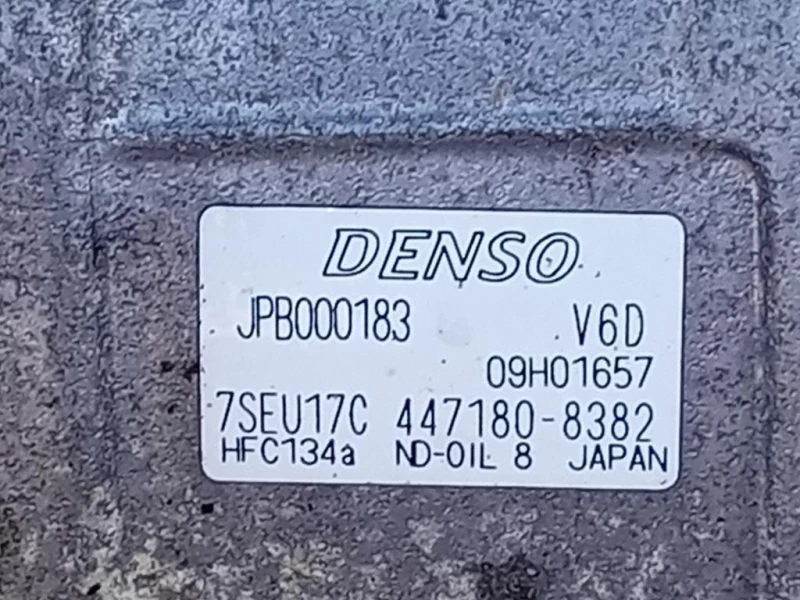 DENSO
JPB000183 V6D
09H01657
7SEU17C 447180-8382
HFC134a ND-OIL 8 JAPAN